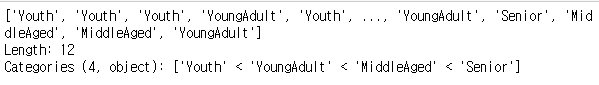 ['Youth', 'Youth', 'Youth', 'YoungAdult', 'Youth', ..., 'YoungAdult', 'Senior', 'Mid
dleAged', 'MiddleAged', 'YoungAdult']
Length: 12
Categories (4, object): ['Youth' < 'YoungAdult' < 'MiddleAged' < 'Senior']